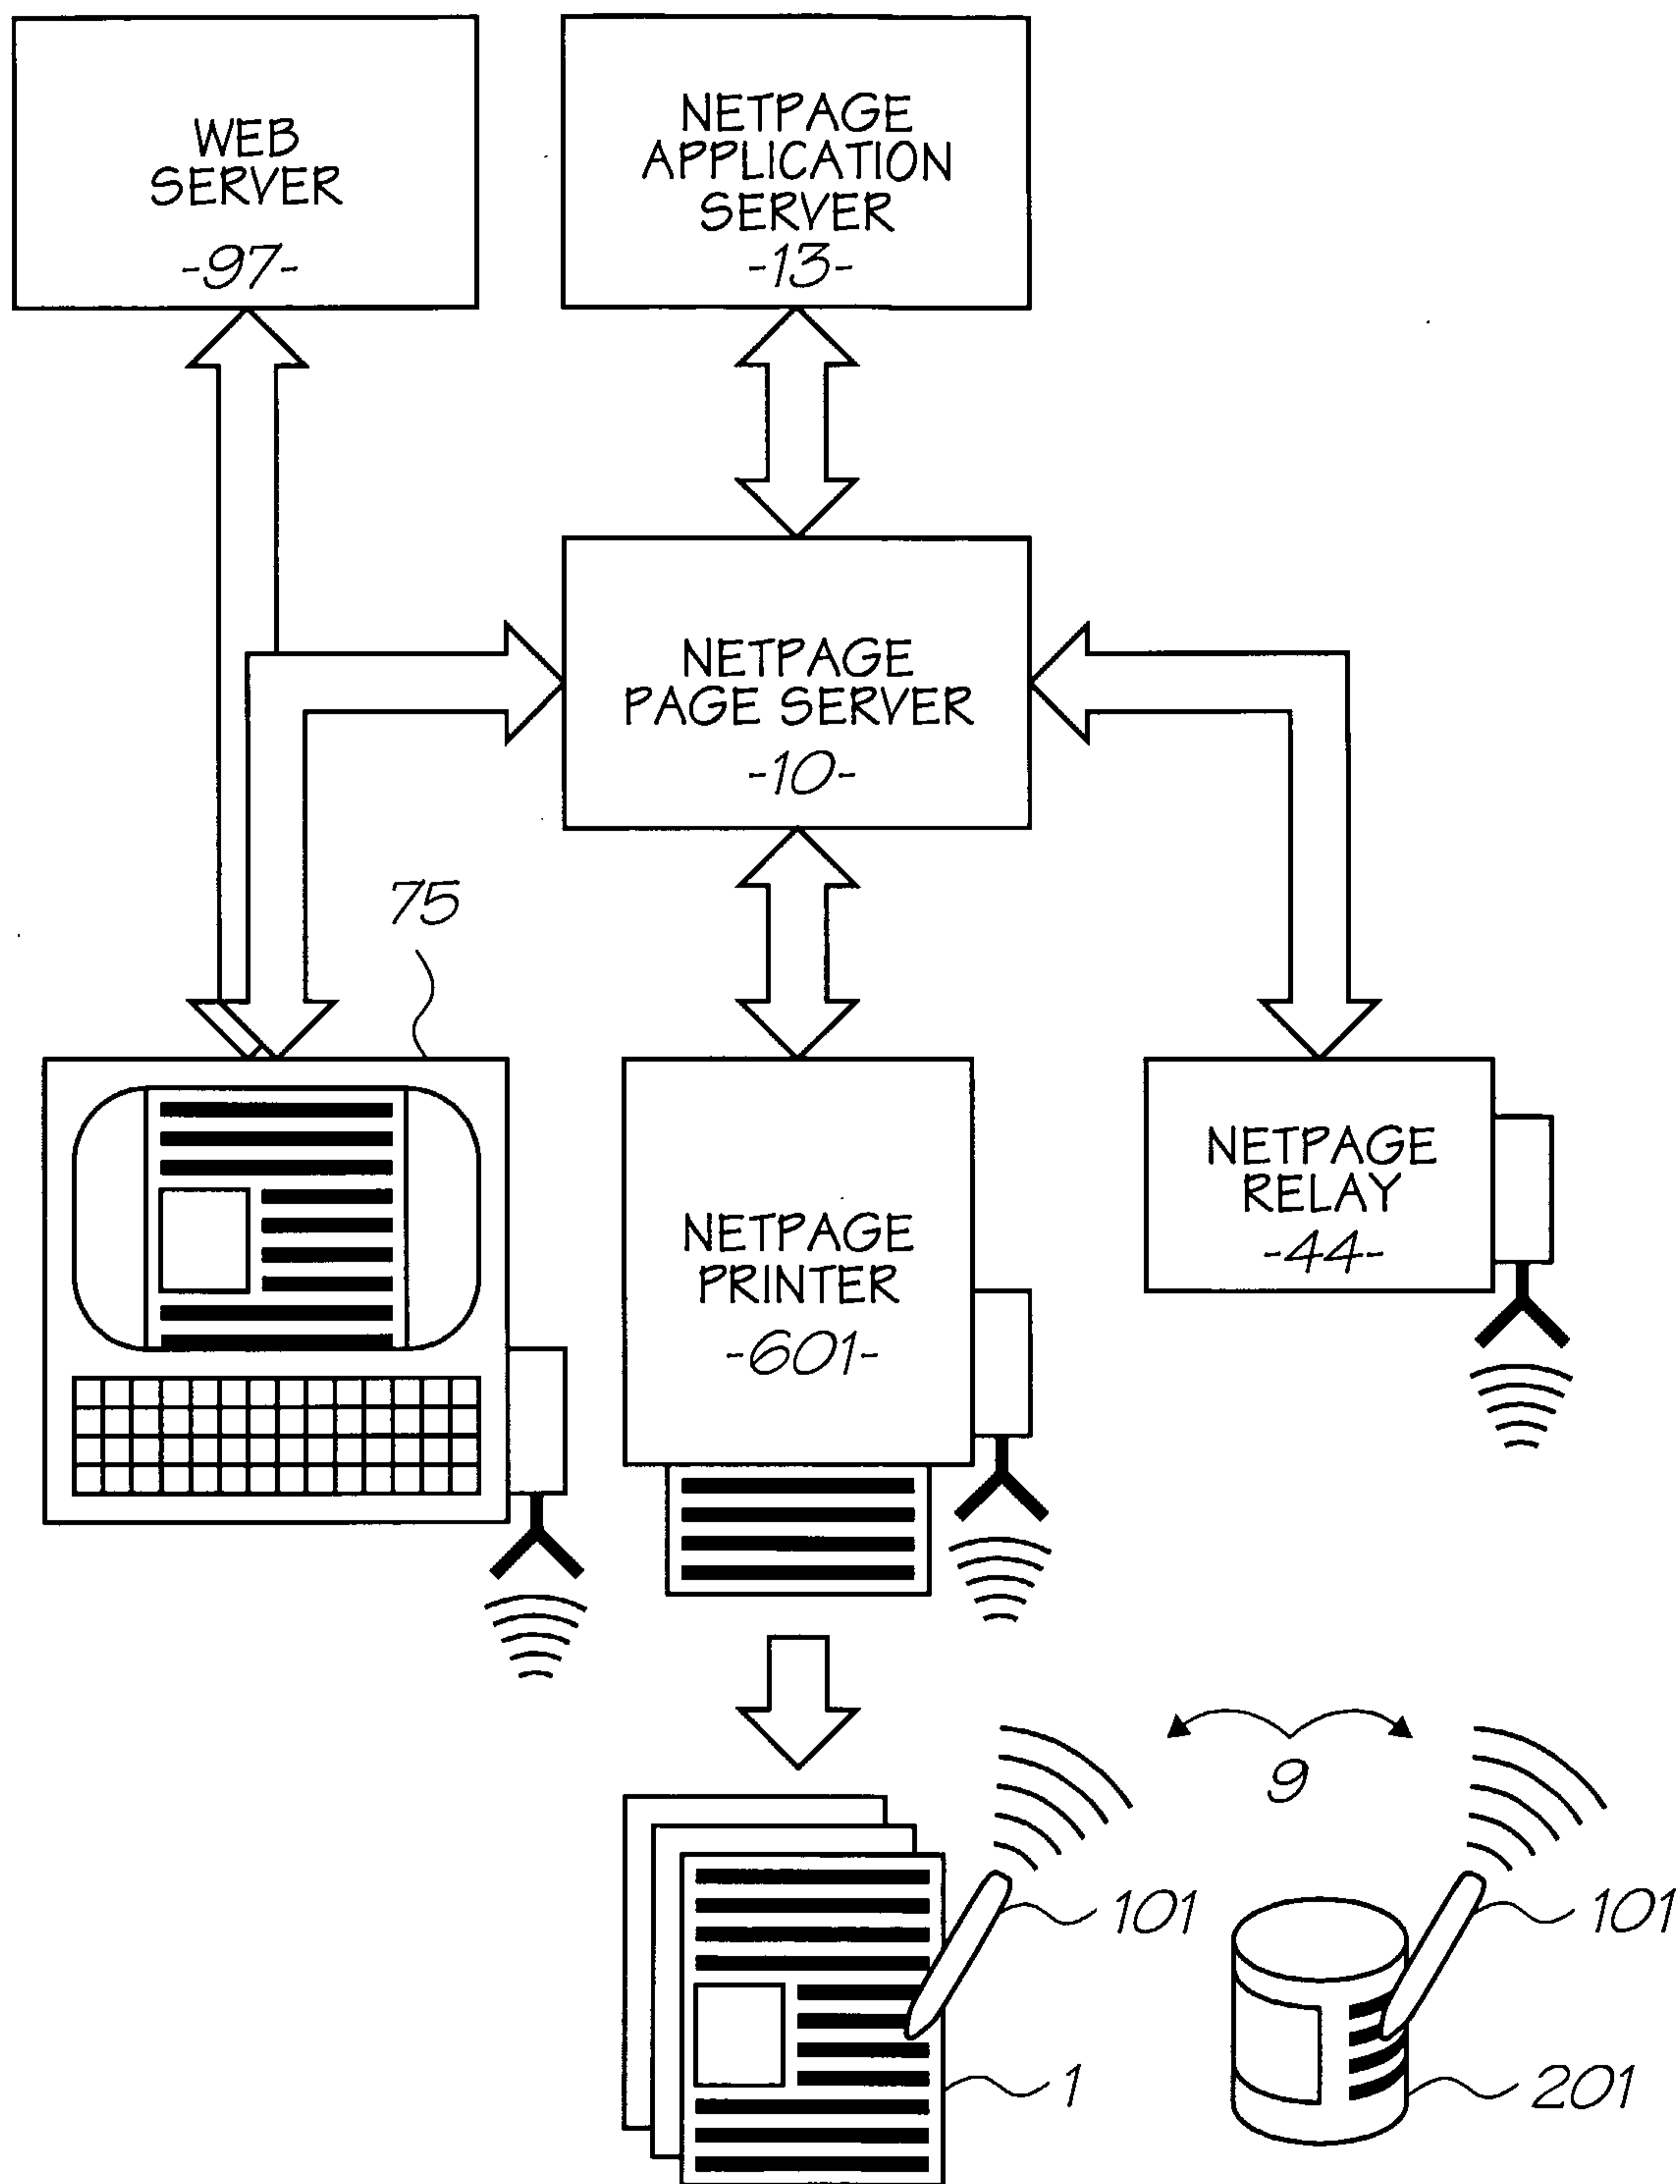 WEB
SERVER
-97-
NETPAGE
APPLICATION
SERVER
-13-
NETPAGE
PAGE SERVER
-10-
75
NETPAGE
PRINTER
-601-
NETPAGE
RELAY
-44-
9
101
101
1
201